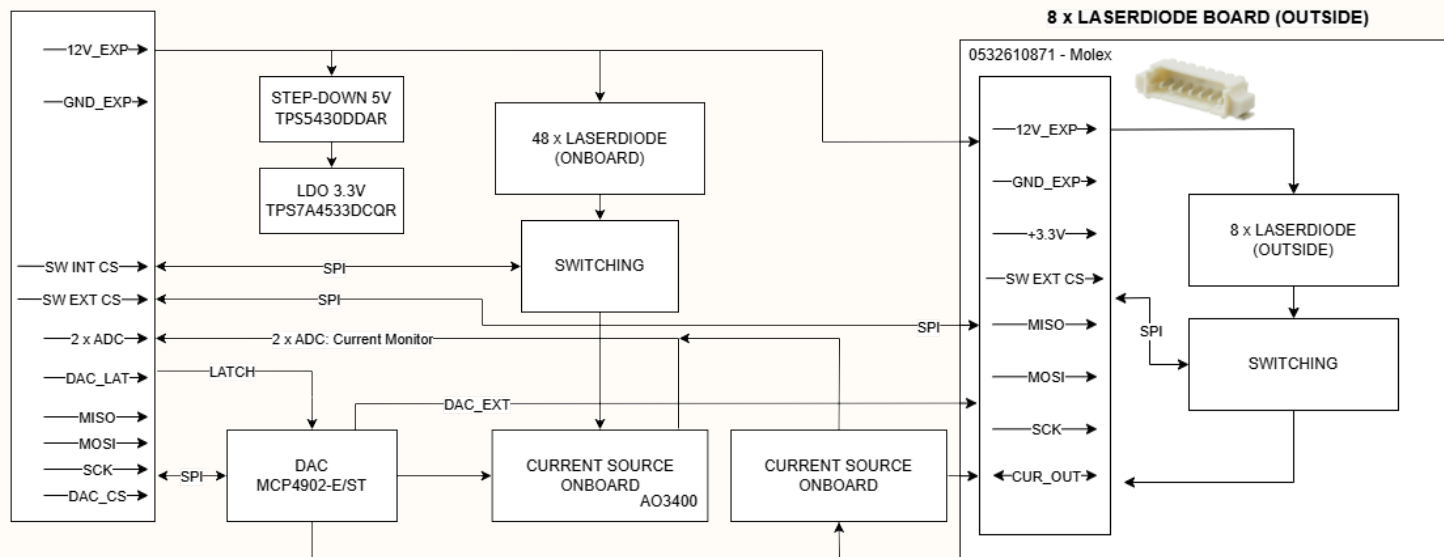 8 x LASERDIODE BOARD (OUTSIDE)
12V_EXP
GND_EXP
SW INT CS
SW EXT CS
2 x ADC
DAC_LAT
MISO
MOSI
SCK
DAC_CS
STEP-DOWN 5V
TPS5430DDAR
LDO 3.3V
TPS7A4533DCQR
48 x LASERDIODE
(ONBOARD)
SWITCHING
SPI
SPI
SPI
2 x ADC: Current Monitor
LATCH
DAC_EXT
SPI
DAC
MCP4902-E/ST
CURRENT SOURCE
ONBOARD
AO3400
CURRENT SOURCE
ONBOARD
0532610871 - Molex
12V_EXP
GND_EXP
+3.3V
SW EXT CS
MISO
MOSI
SCK
CUR_OUT
8 x LASERDIODE
(OUTSIDE)
SPI
SWITCHING